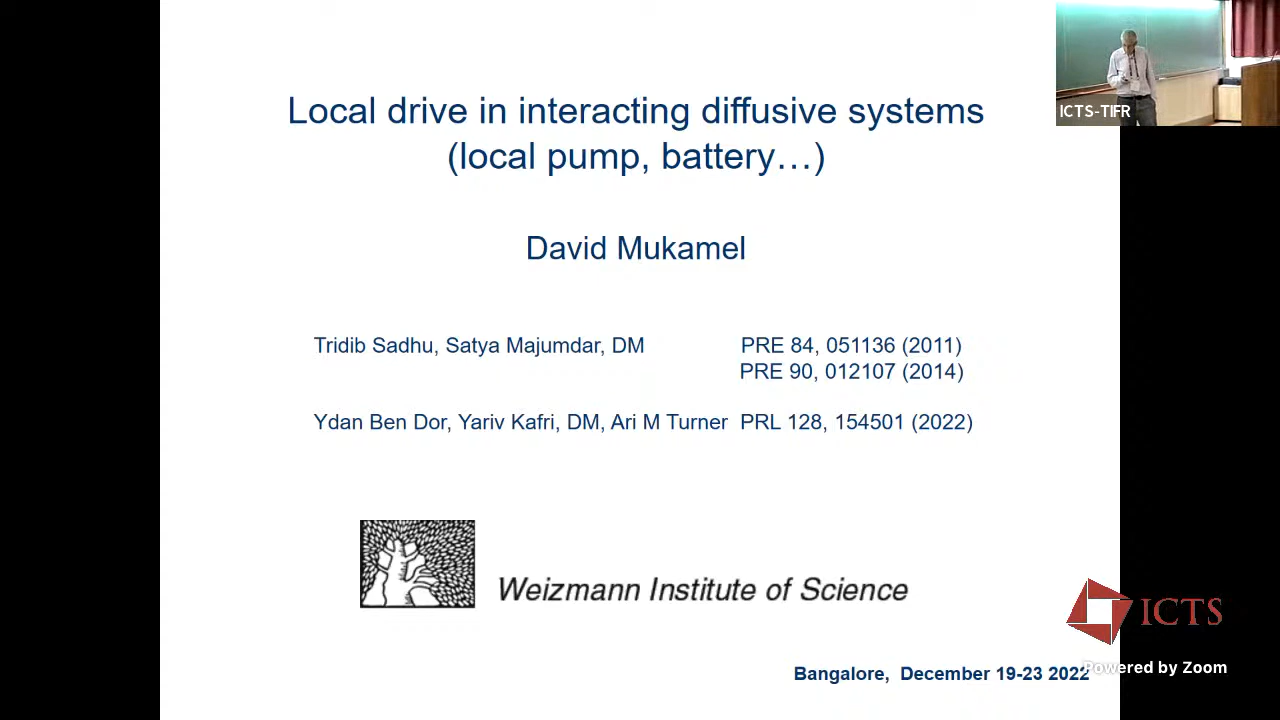 Local drive in interacting diffusive systems
(local pump, battery…)
David Mukamel
Tridib Sadhu, Satya Majumdar, DM PRE 84, 051136 (2011)
PRE 90, 012107 (2014)
Ydan Ben Dor, Yariv Kafri, DM, Ari M Turner PRL 128, 154501 (2022)
Weizmann Institute of Science
Bangalore, December 19-23 2022
ICTS-TIFR
ICTS
Powered by Zoom